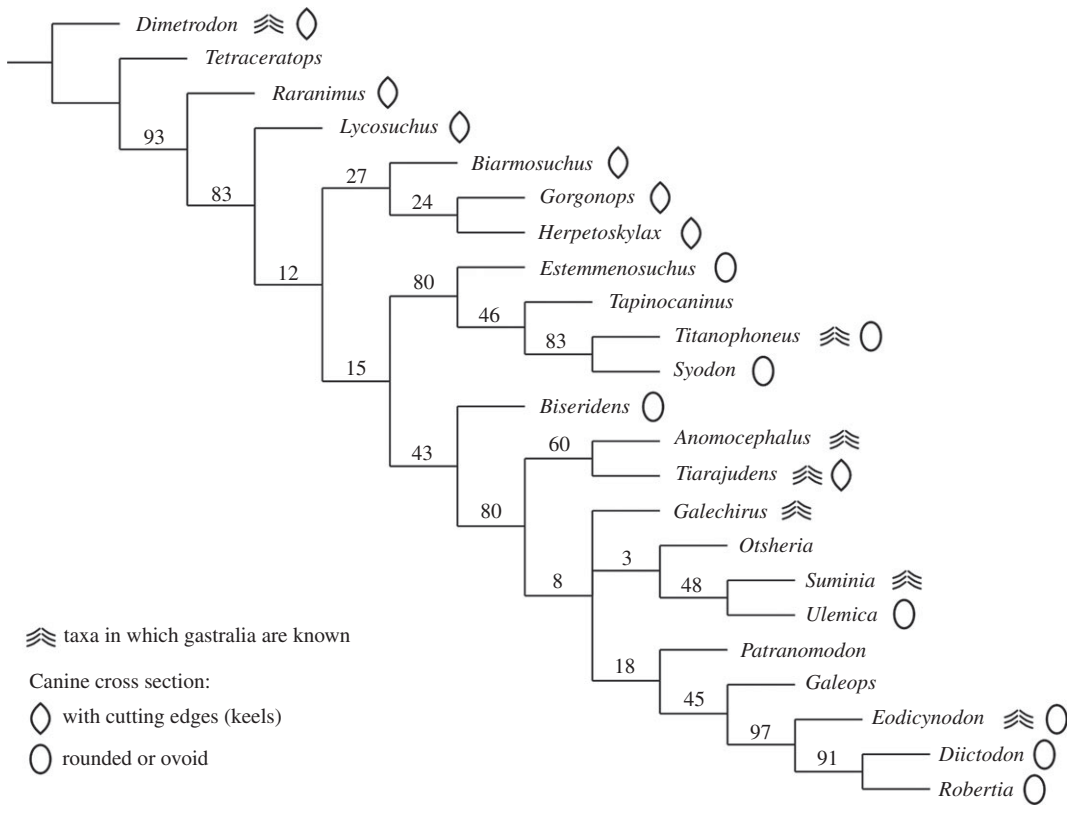 Dimetrodon
Tetraceratops
Raranimus
Lycosuchus
93
Biarmosuchus
27
83
Gorgonops
24
Herpetoskylax
Estemmenosuchus
12
80
Tapinocaninus
46
Titanophoneus
83
Syodon
15
Biseridens
Anomocephalus
60
43
Tiarajudens
Galechirus
80
Otsheria
3
Suminia
8
48
Ulemica
taxa in which gastralia are known
Patranomodon
18
Canine cross section:
Galeops
45
with cutting edges (keels)
Eodicynodon
97
rounded or ovoid
Diictodon
91
Robertia